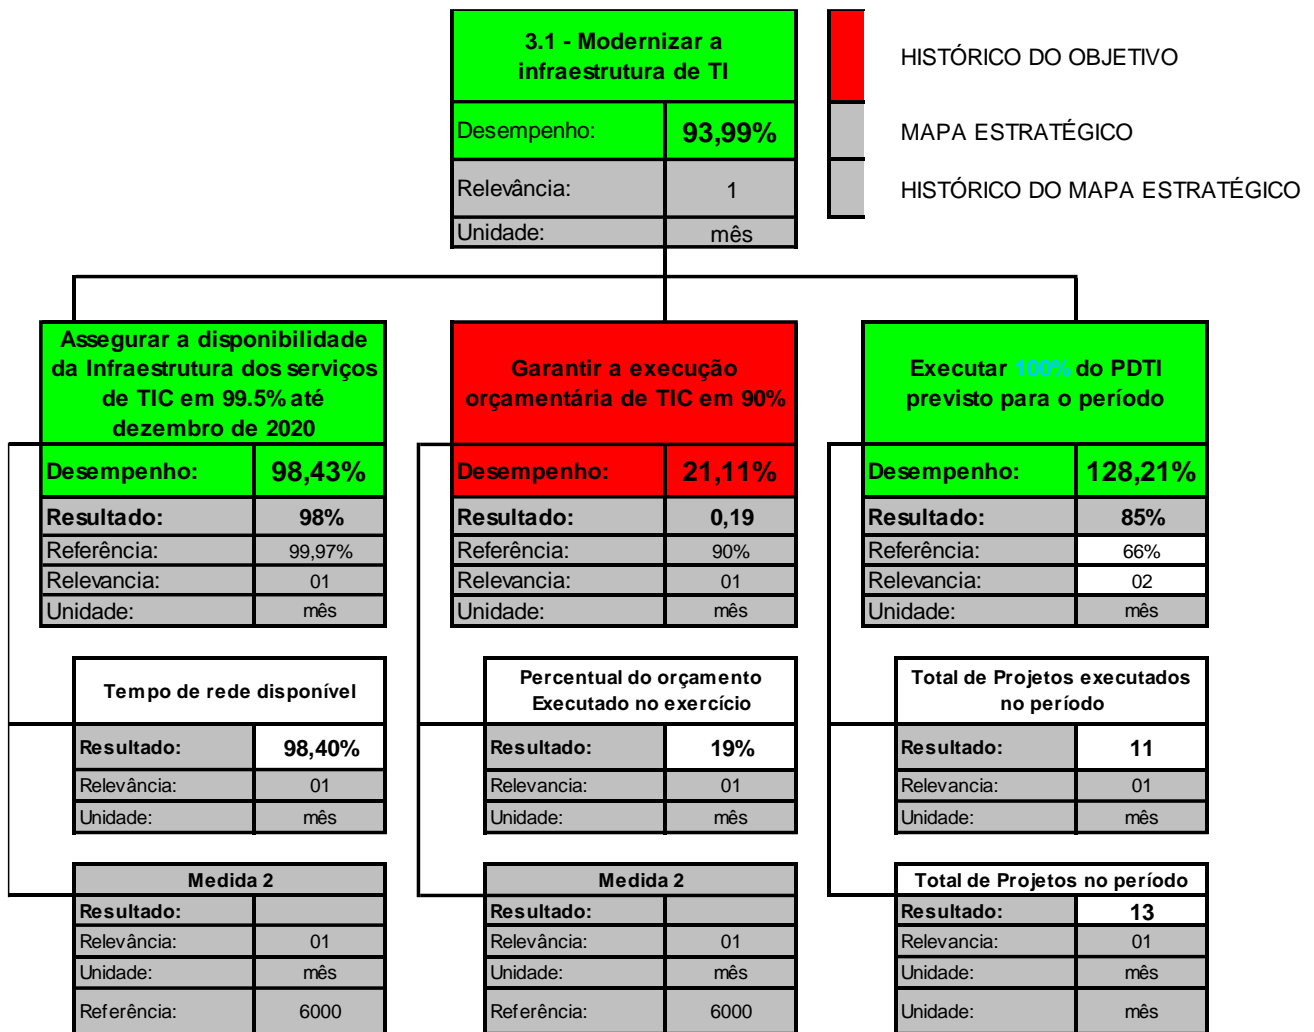 3.1 - Modernizar a
infraestrutura de TI
Desempenho: 93,99%
Relevância: 1
Unidade: mês
HISTÓRICO DO OBJETIVO
MAPA ESTRATÉGICO
HISTÓRICO DO MAPA ESTRATÉGICO
Assegurar a disponibilidade
da Infraestrutura dos serviços
de TIC em 99.5% até
dezembro de 2020
Desempenho: 98,43%
Resultado: 98%
Referência: 99,97%
Relevancia: 01
Unidade: mês
Tempo de rede disponível
Resultado: 98,40%
Relevância: 01
Unidade: mês
Medida 2
Resultado:
Relevância: 01
Unidade: mês
Referência: 6000
Garantir a execução
orçamentária de TIC em 90%
Desempenho: 21,11%
Resultado: 0,19
Referência: 90%
Relevancia: 01
Unidade: mês
Percentual do orçamento
Executado no exercício
Resultado: 19%
Relevancia: 01
Unidade: mês
Medida 2
Resultado:
Relevância: 01
Unidade: mês
Referência: 6000
Executar 100% do PDTI
previsto para o período
Desempenho: 128,21%
Resultado: 85%
Referência: 66%
Relevancia: 02
Unidade: mês
Total de Projetos executados
no período
Resultado: 11
Relevancia: 01
Unidade: mês
Total de Projetos no período
Resultado: 13
Relevancia: 01
Unidade: mês
Unidade: mês